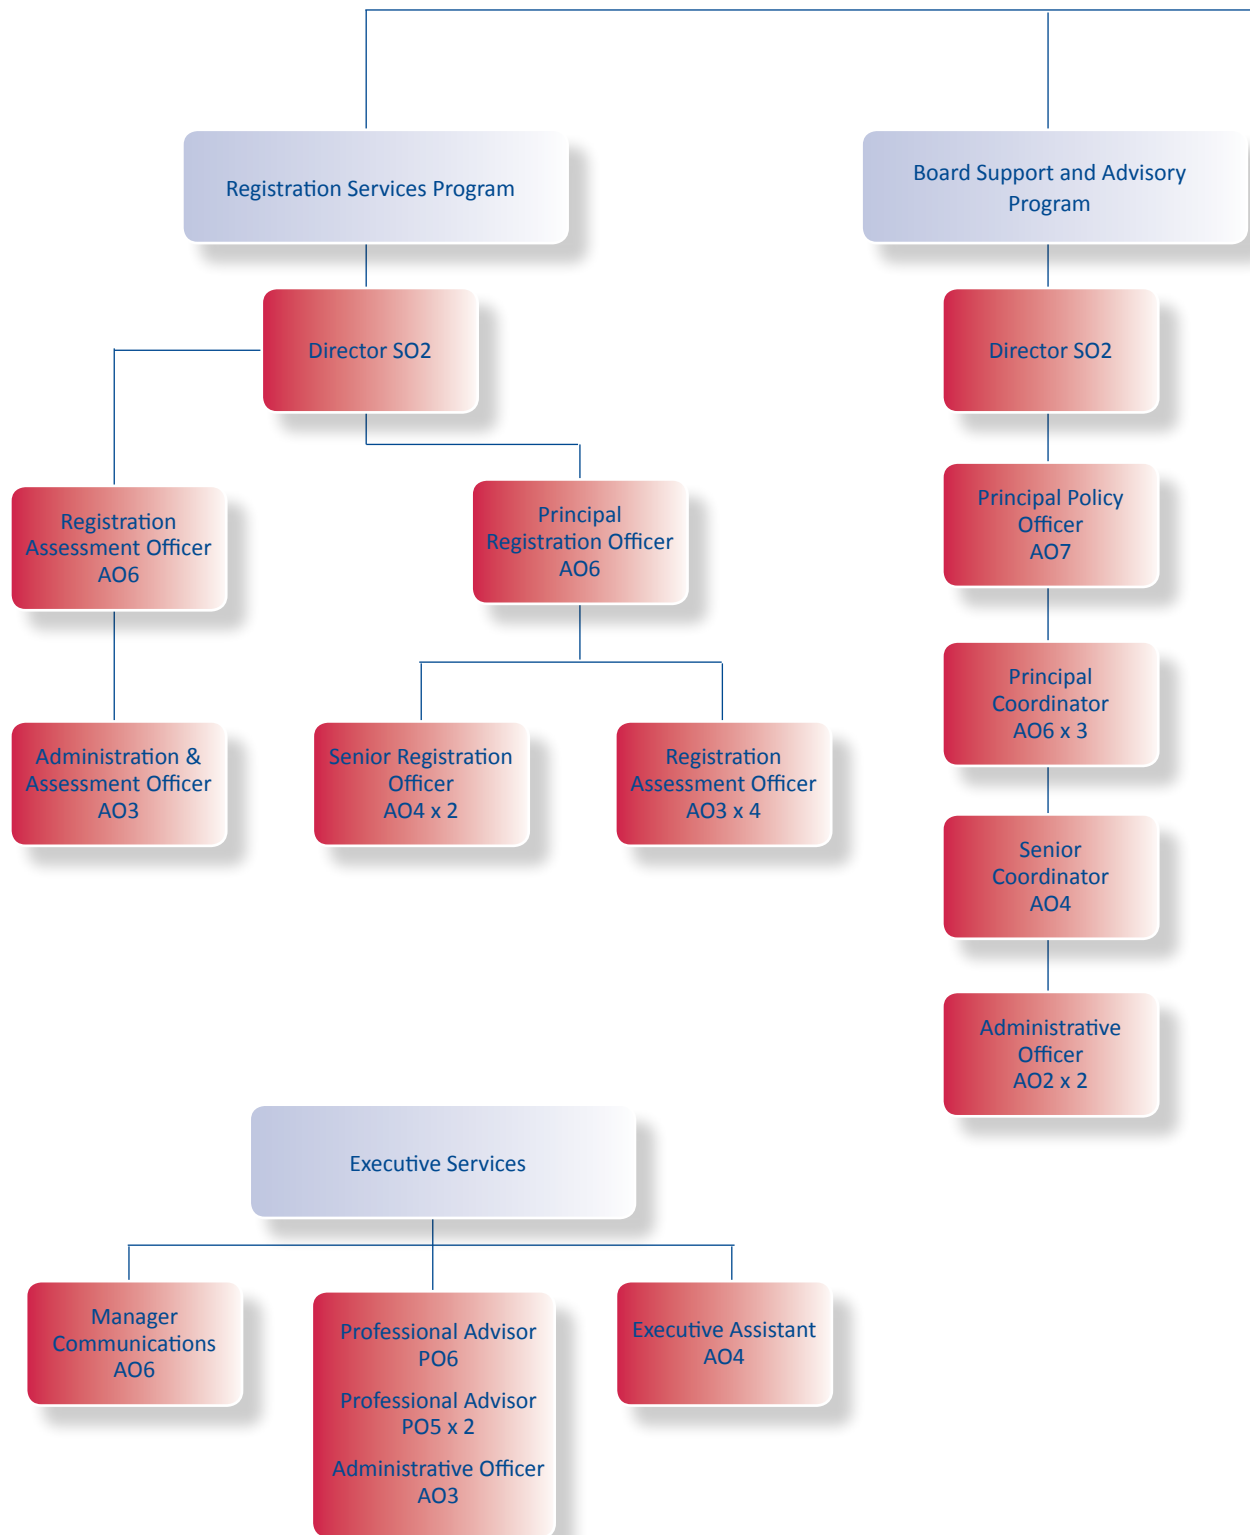 Registration Services Program
Board Support and Advisory
Program
Director SO2
Director SO2
Registration
Assessment Officer
AO6
Principal
Registration Officer
AO6
Principal Policy
Officer
AO7
Principal
Coordinator
AO6 x 3
Administration &
Assessment Officer
AO3
Senior Registration
Officer
AO4 x 2
Registration
Assessment Officer
AO3 x 4
Senior
Coordinator
AO4
Administrative
Officer
AO2 x 2
Executive Services
Manager
Communications
AO6
Professional Advisor
PO6
Professional Advisor
PO5 x 2
Administrative Officer
AO3
Executive Assistant
AO4